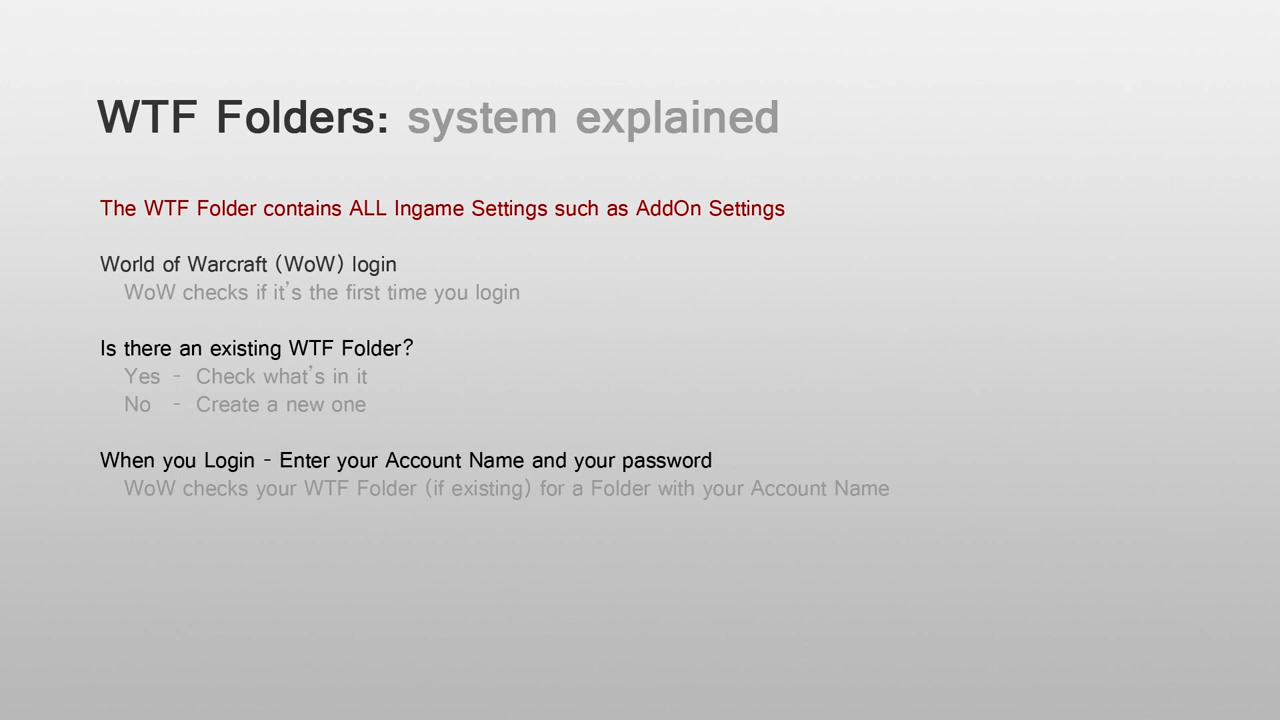 WTF Folders: system explained
The WTF Folder contains ALL Ingame Settings such as AddOn Settings
World of Warcraft (WoW) login
WoW checks if it's the first time you login
Is there an existing WTF Folder?
Yes - Check what's in it
No - Create a new one
When you Login - Enter your Account Name and your password
WoW checks your WTF Folder (if existing) for a Folder with your Account Name